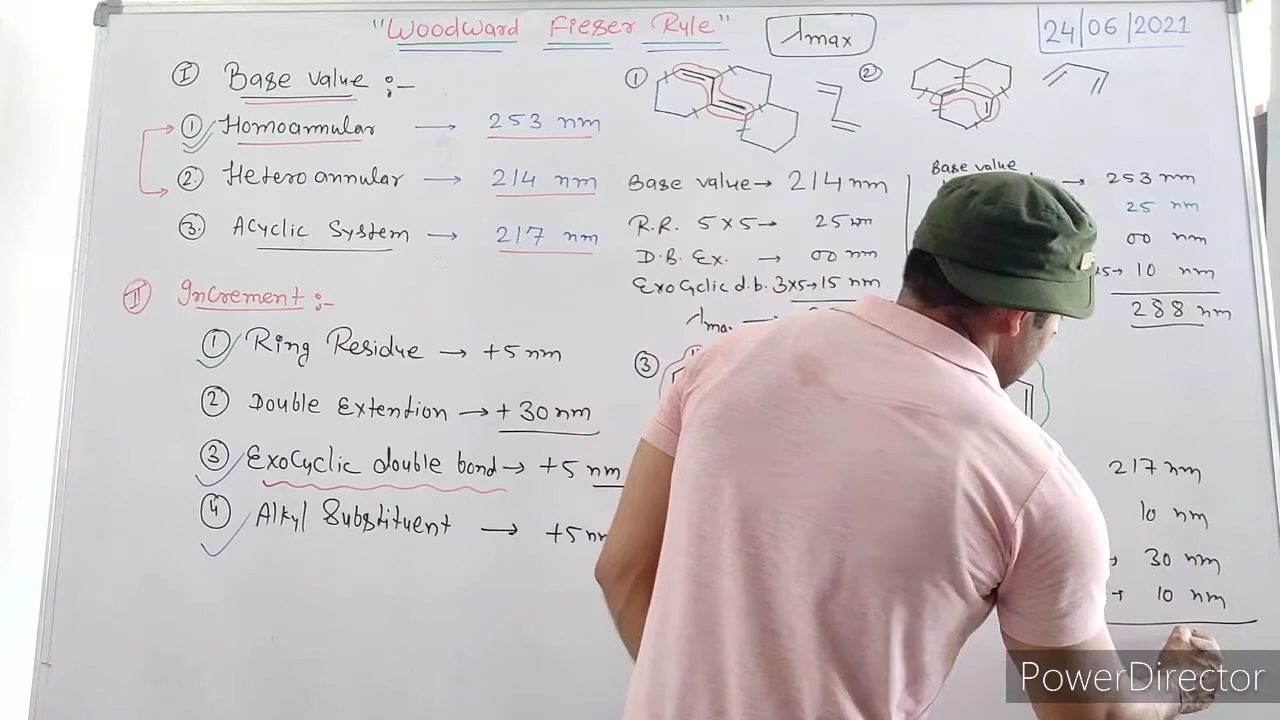 "Woodward Fieser Rule"
λmax
24/06/2021
I Base value :-
① Homoannular → 253 nm
② Heteroannular → 214 nm
③. Acyclic System → 217 nm
II Increment :-
① Ring Residue → +5 nm
② Double Extention → + 30 nm
③ Exocyclic double bond → +5 nm
④ Alkyl Substituent → +5 nm
①
Base value → 214 nm
R.R. 5×5 → 25 nm
D.B. Ex. → 00 nm
Exocyclic d.b. 3×5 → 15 nm
λmax
②
Base value
→ 253 nm
25 nm
00 nm
→ 10 nm
288 nm
③
217 nm
10 nm
→ 30 nm
→ 10 nm
PowerDirector